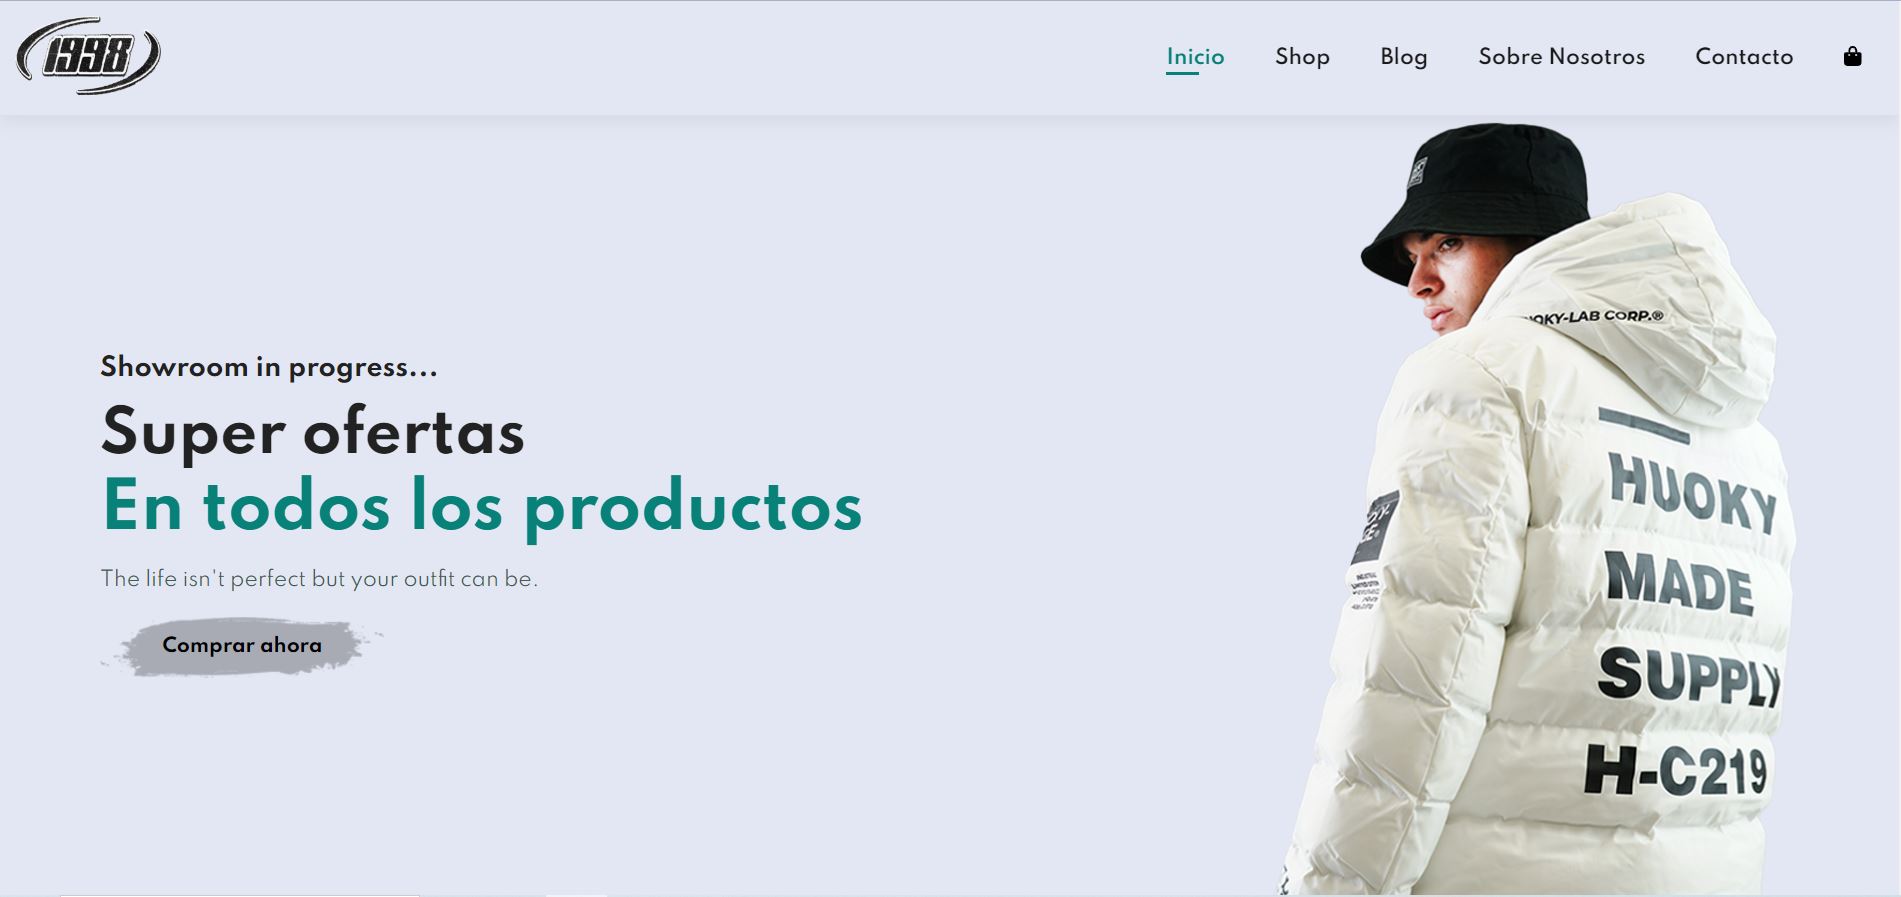 1998
Inicio Shop Blog Sobre Nosotros Contacto
Showroom in progress...
Super ofertas
En todos los productos
The life isn't perfect but your outfit can be.
Comprar ahora
OKY-LAB CORP.®
HUOKY
MADE
SUPPLY
H-C219